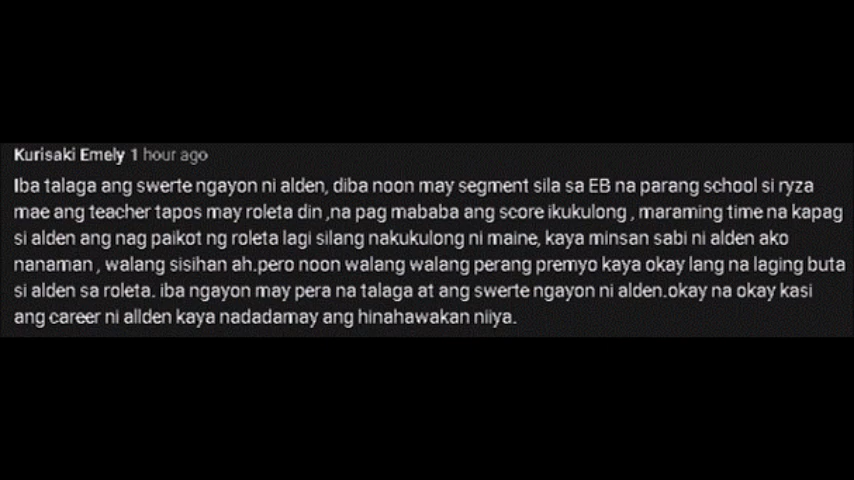 Kurisaki Emely 1 hour ago
Iba talaga ang swerte ngayon ni alden, diba noon may segment sila sa EB na parang school si ryza
mae ang teacher tapos may roleta din ,na pag mababa ang score ikukulong , maraming time na kapag
si alden ang nag paikot ng roleta lagi silang nakukulong ni maine, kaya minsan sabi ni alden ako
nanaman , walang sisihan ah.pero noon walang walang perang premyo kaya okay lang na laging buta
si alden sa roleta. iba ngayon may pera na talaga at ang swerte ngayon ni alden.okay na okay kasi
ang career ni allden kaya nadadamay ang hinahawakan niiya.